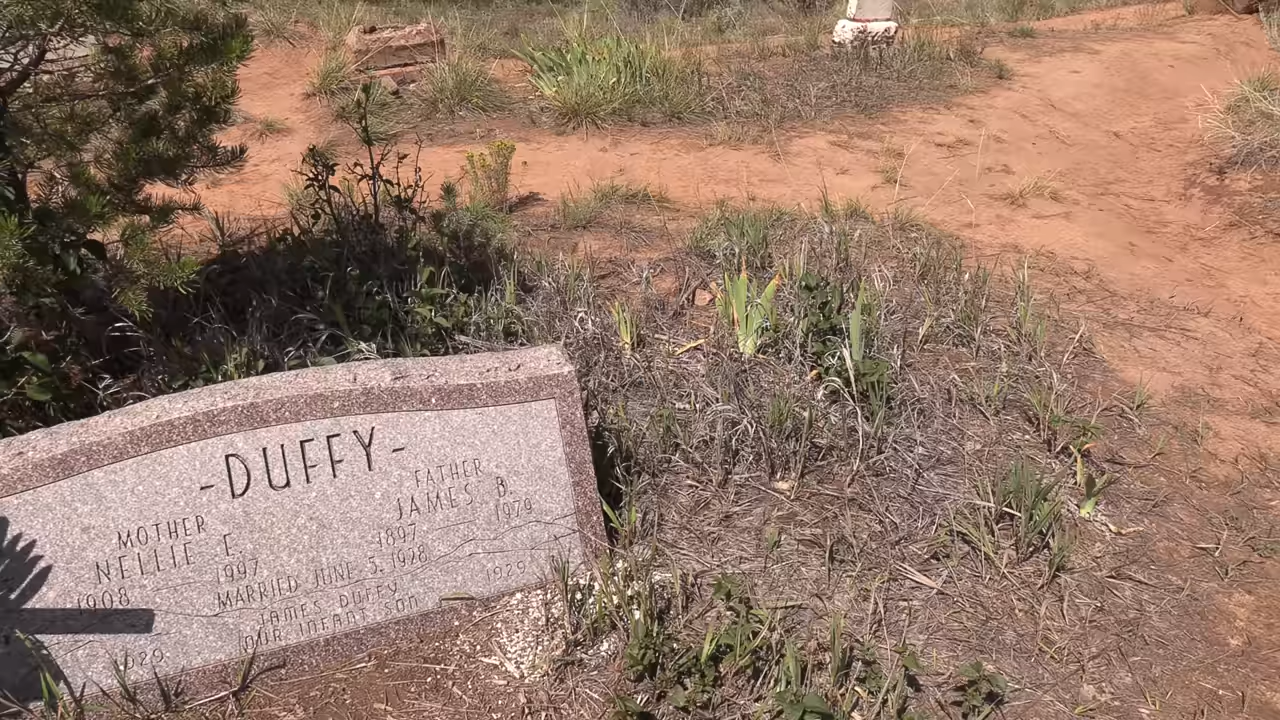 -DUFFY-
MOTHER FATHER
NELLIE E. JAMES B.
1908 1997 1897 1979
MARRIED JUNE 5, 1928
JAMES DUFFY
OUR INFANT SON
1929 1929